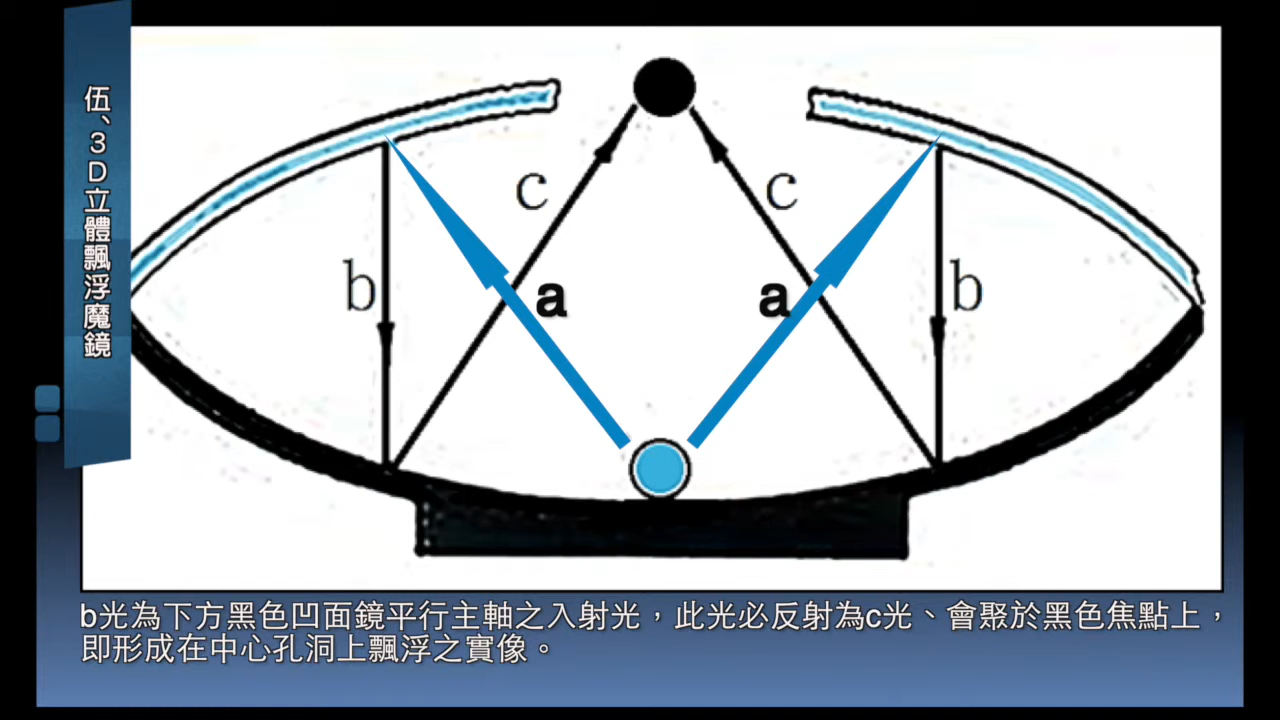 伍、3D立體飄浮魔鏡
c
c
b
a
a
b
b光為下方黑色凹面鏡平行主軸之入射光，此光必反射為c光、會聚於黑色焦點上，
即形成在中心孔洞上飄浮之實像。